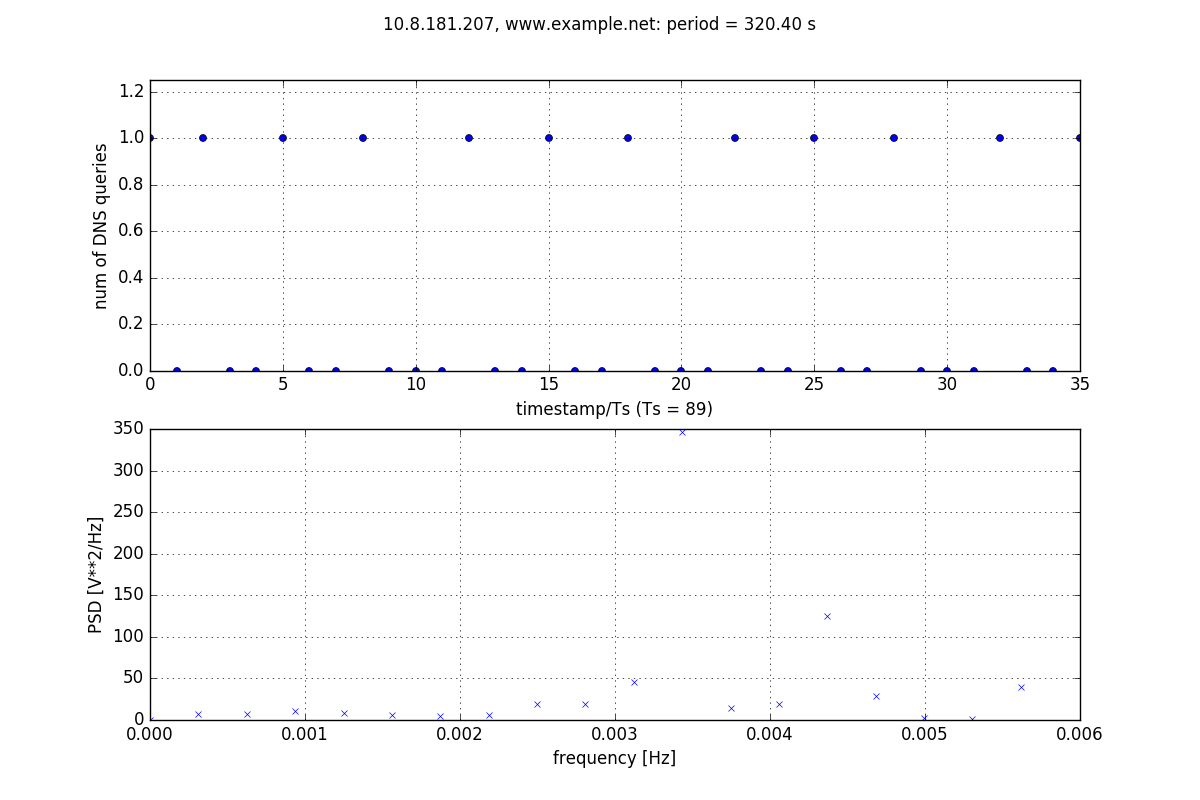 10.8.181.207, www.example.net: period = 320.40 s
1.2
1.0
0.8
0.6
0.4
0.2
0.0
num of DNS queries
0 5 10 15 20 25 30 35
timestamp/Ts (Ts = 89)
350
300
250
200
150
100
50
0
PSD [V**2/Hz]
0.000 0.001 0.002 0.003 0.004 0.005 0.006
frequency [Hz]